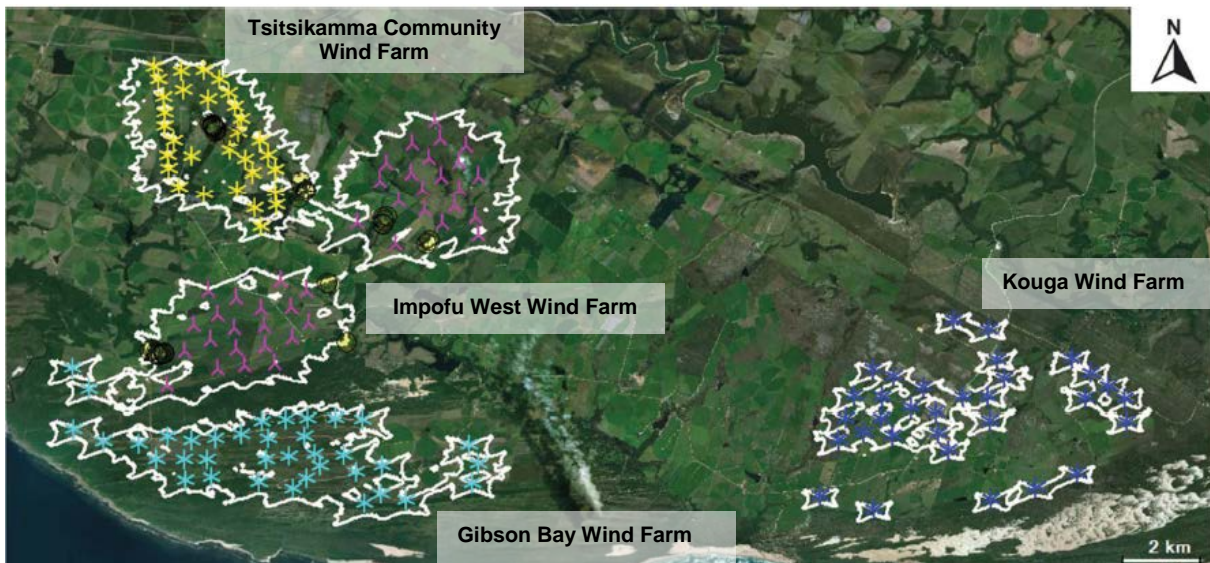 Tsitsikamma Community
Wind Farm
N
Kouga Wind Farm
Impofu West Wind Farm
Gibson Bay Wind Farm
2 km